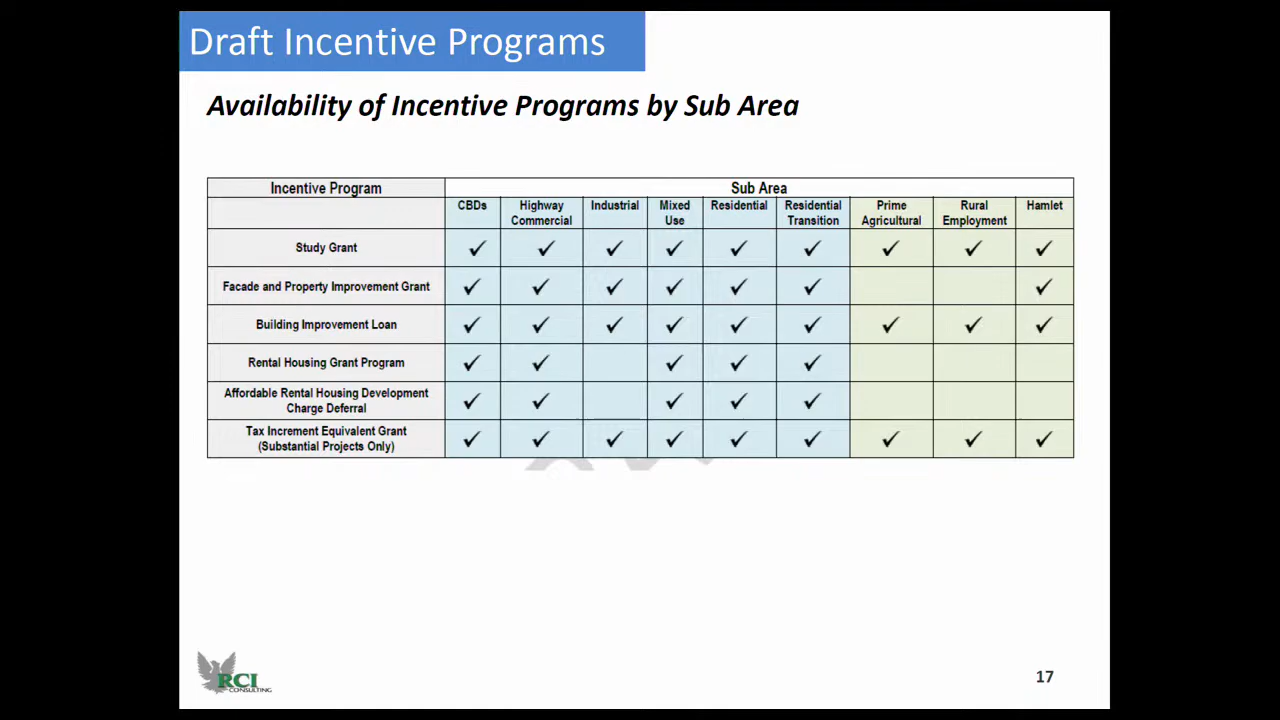 Draft Incentive Programs
Availability of Incentive Programs by Sub Area
Incentive Program Sub Area
CBDs Highway Commercial Industrial Mixed Use Residential Residential Transition Prime Agricultural Rural Employment Hamlet
Study Grant ✓ ✓ ✓ ✓ ✓ ✓ ✓ ✓ ✓
Facade and Property Improvement Grant ✓ ✓ ✓ ✓ ✓ ✓ ✓
Building Improvement Loan ✓ ✓ ✓ ✓ ✓ ✓ ✓ ✓ ✓
Rental Housing Grant Program ✓ ✓ ✓ ✓ ✓
Affordable Rental Housing Development
Charge Deferral ✓ ✓ ✓ ✓ ✓
Tax Increment Equivalent Grant
(Substantial Projects Only) ✓ ✓ ✓ ✓ ✓ ✓ ✓ ✓ ✓
RCI
CONSULTING
17